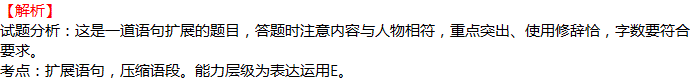 【解析】
试题分析：这是一道语句扩展的题目，答题时注意内容与人物相符，重点突出、使用修辞恰，字数要符合
要求。
考点：扩展语句，压缩语段。能力层级为表达运用E。